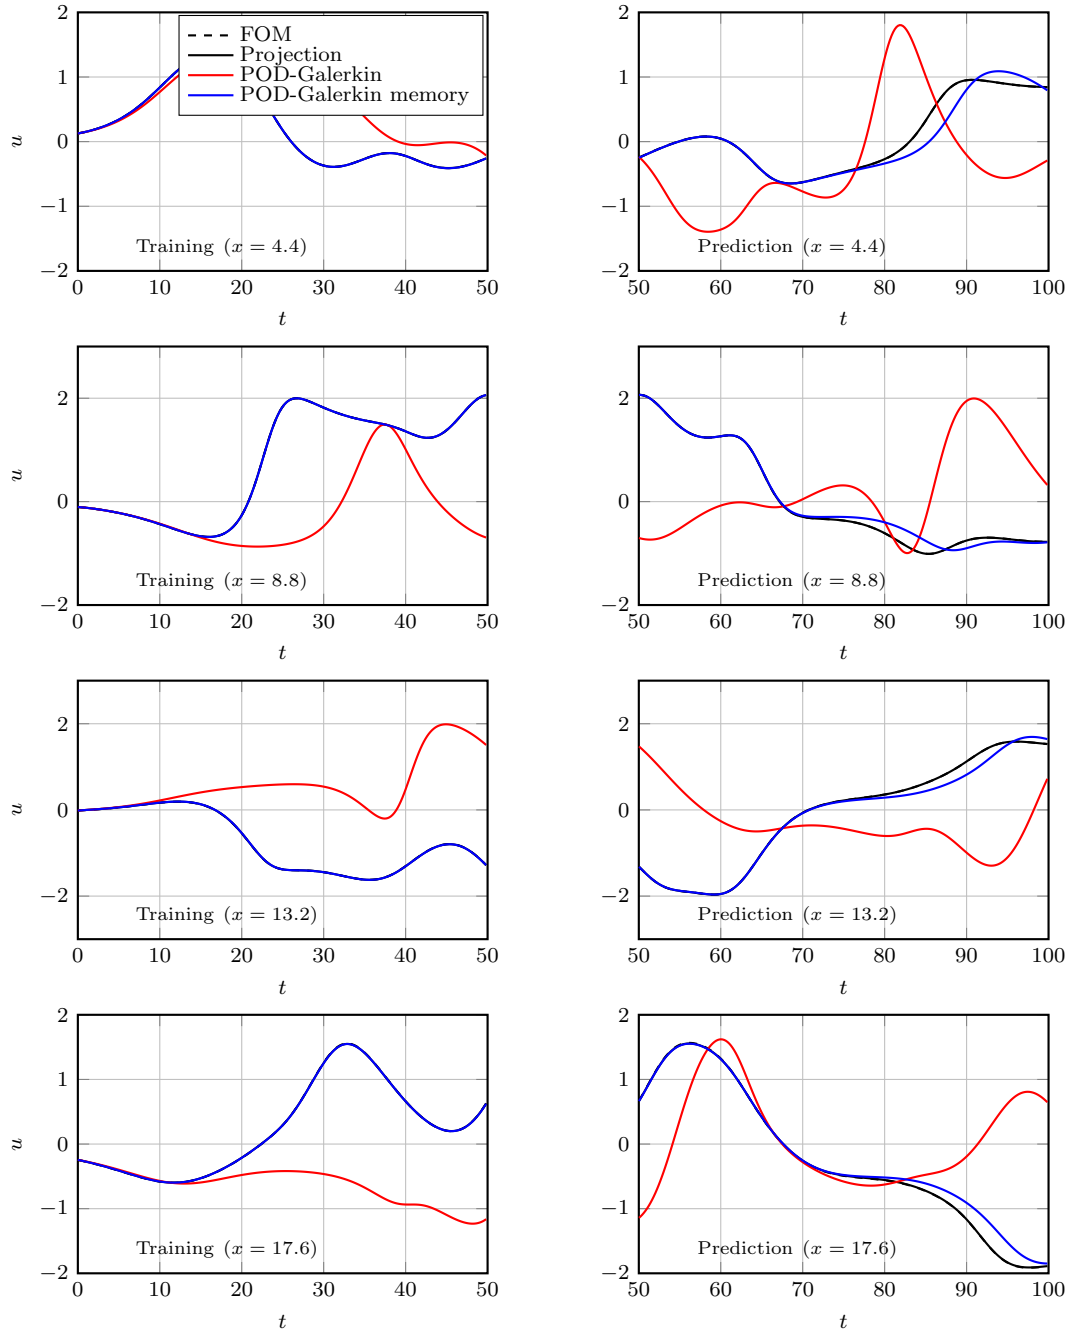 2
1
0
−1
−2
u
FOM
Projection
POD-Galerkin
POD-Galerkin memory
Training (x = 4.4)
0 10 20 30 40 50
t
2
1
0
−1
−2
Prediction (x = 4.4)
50 60 70 80 90 100
t
2
0
−2
u
Training (x = 8.8)
0 10 20 30 40 50
t
2
0
−2
Prediction (x = 8.8)
50 60 70 80 90 100
t
2
0
−2
u
Training (x = 13.2)
0 10 20 30 40 50
t
2
0
−2
Prediction (x = 13.2)
50 60 70 80 90 100
t
2
1
0
−1
−2
u
Training (x = 17.6)
0 10 20 30 40 50
t
2
1
0
−1
−2
Prediction (x = 17.6)
50 60 70 80 90 100
t